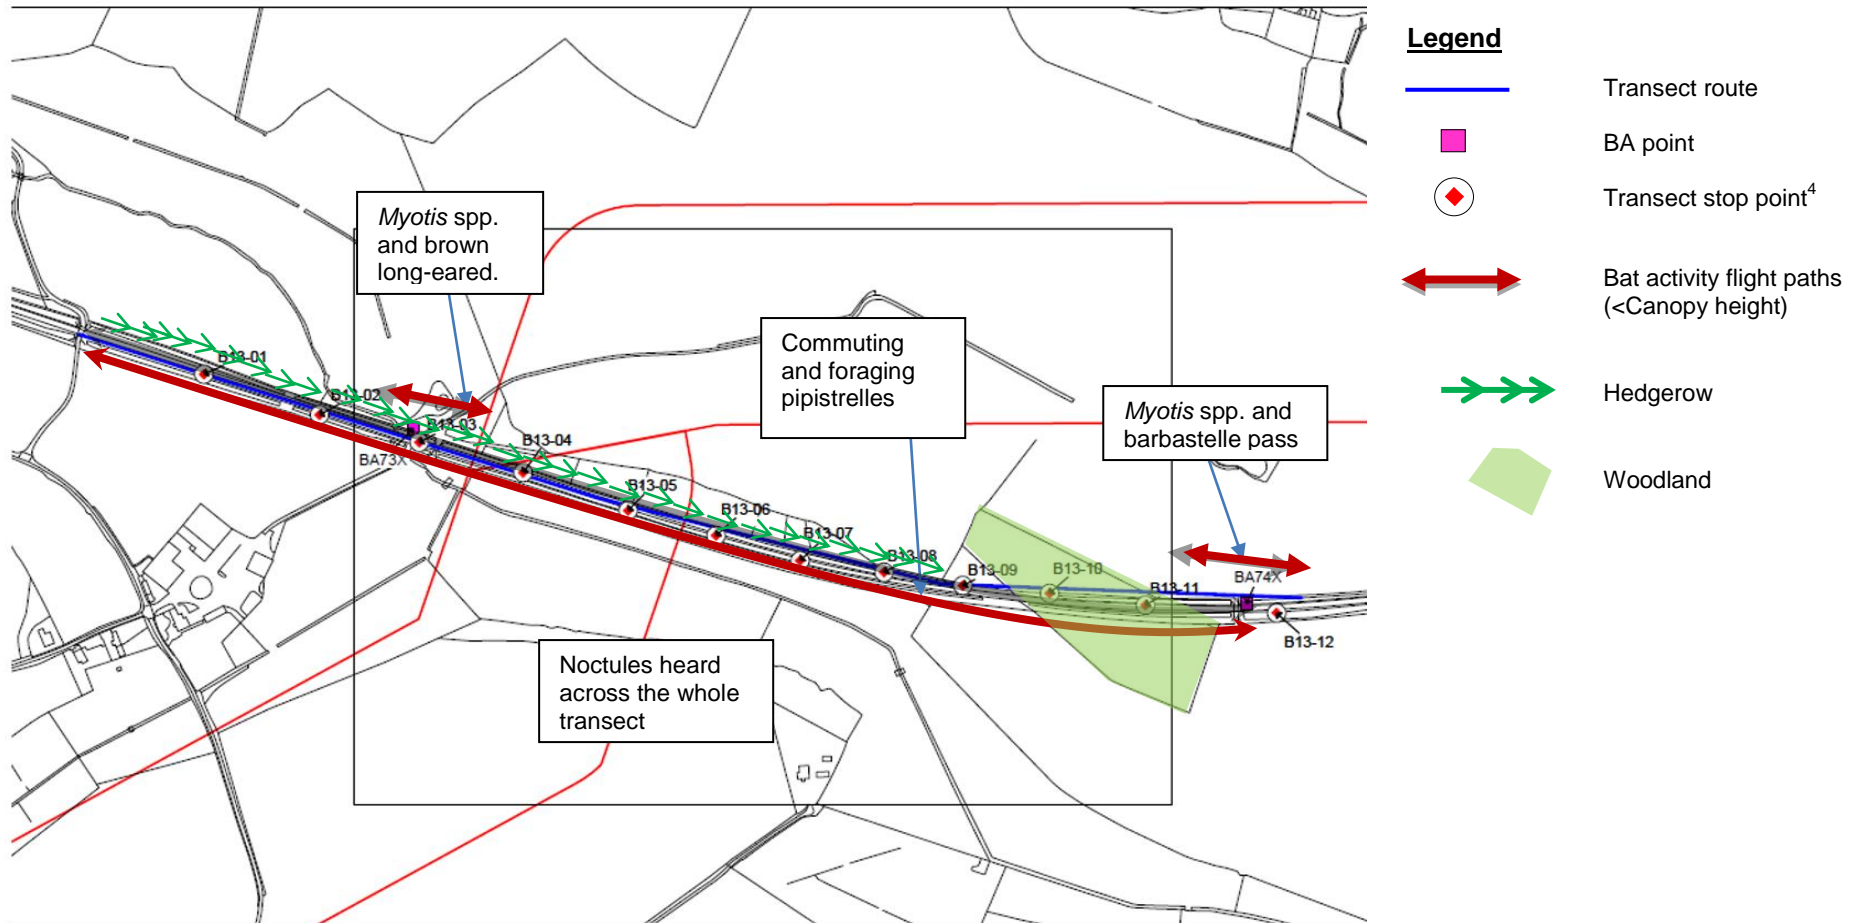 Legend
Transect route
BA point
Transect stop point4
Bat activity flight paths
(<Canopy height)
Hedgerow
Woodland
Myotis spp.
and brown
long-eared.
Commuting
and foraging
pipistrelles
Myotis spp. and
barbastelle pass
Noctules heard
across the whole
transect
B13-01
B13-02
B13-03
BA73X
B13-04
B13-05
B13-06
B13-07
B13-08
B13-09
B13-10
B13-11
BA74X
B13-12